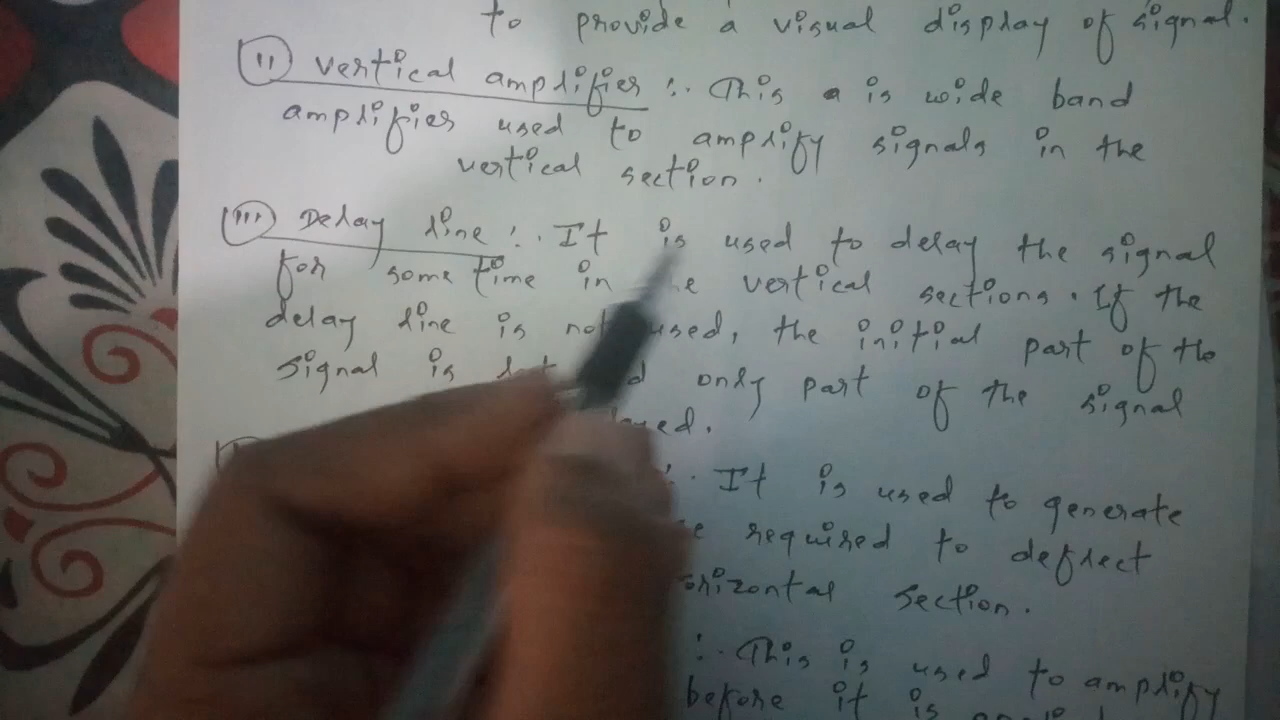 to provide a visual display of signal.
(ii) vertical amplifier :. This a is wide band
amplifier used to amplify signals in the
vertical section.
(iii) Delay line :. It is used to delay the signal
for some time in the vertical sections. If the
delay line is not used, the initial part of the
signal is only part of the signal
:. It is used to generate
required to deflect
horizontal section.
:. This is used to amplify
before it is